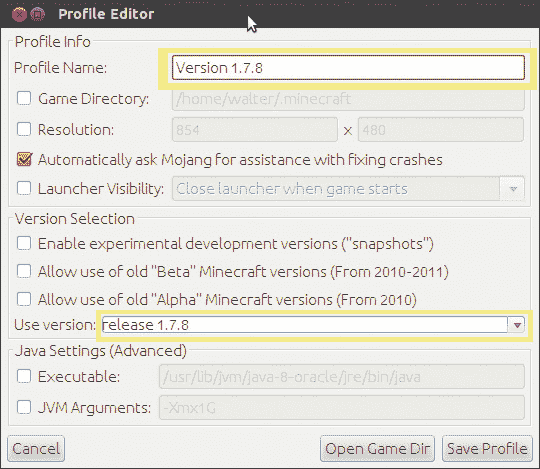 Profile Editor
Profile Info
Profile Name: Version 1.7.8
Game Directory: /home/walter/.minecraft
Resolution: 854 x 480
Automatically ask Mojang for assistance with fixing crashes
Launcher Visibility: Close launcher when game starts
Version Selection
Enable experimental development versions ("snapshots")
Allow use of old "Beta" Minecraft versions (From 2010-2011)
Allow use of old "Alpha" Minecraft versions (From 2010)
Use version: release 1.7.8
Java Settings (Advanced)
Executable: /usr/lib/jvm/java-8-oracle/jre/bin/java
JVM Arguments: -Xmx1G
Cancel Open Game Dir Save Profile